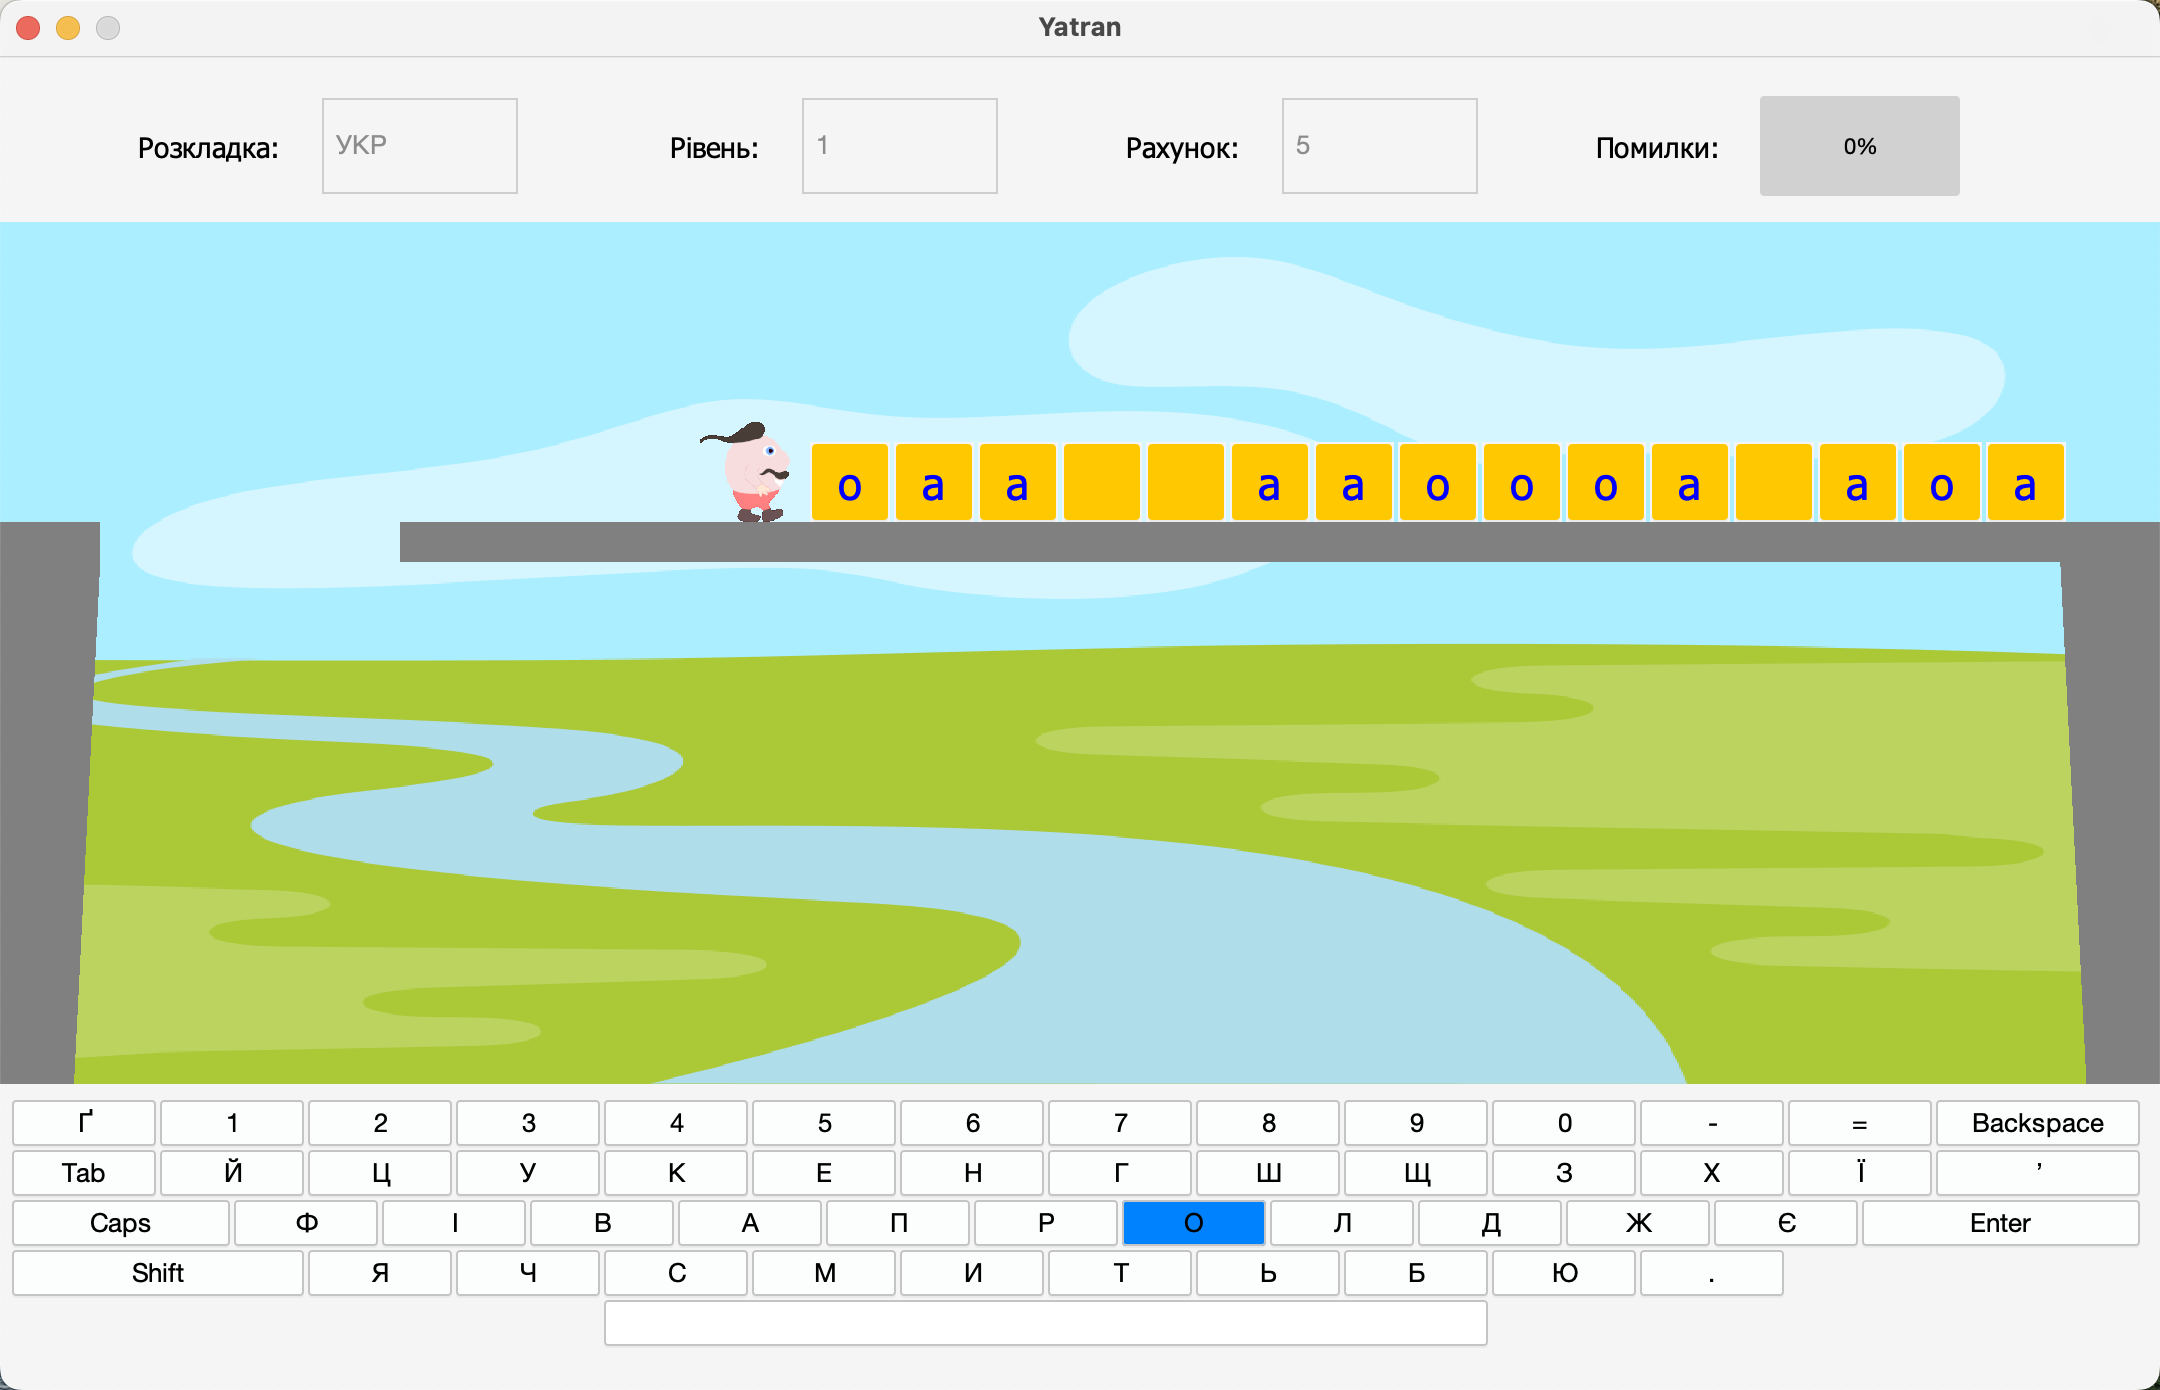 Yatran
Розкладка: УКР Рівень: 1 Рахунок: 5 Помилки: 0%
о а а а а о о о а а о а
Ґ 1 2 3 4 5 6 7 8 9 0 - = Backspace
Tab Й Ц У К Е Н Г Ш Щ З Х Ї ’
Caps Ф І В А П Р О Л Д Ж Є Enter
Shift Я Ч С М И Т Ь Б Ю .